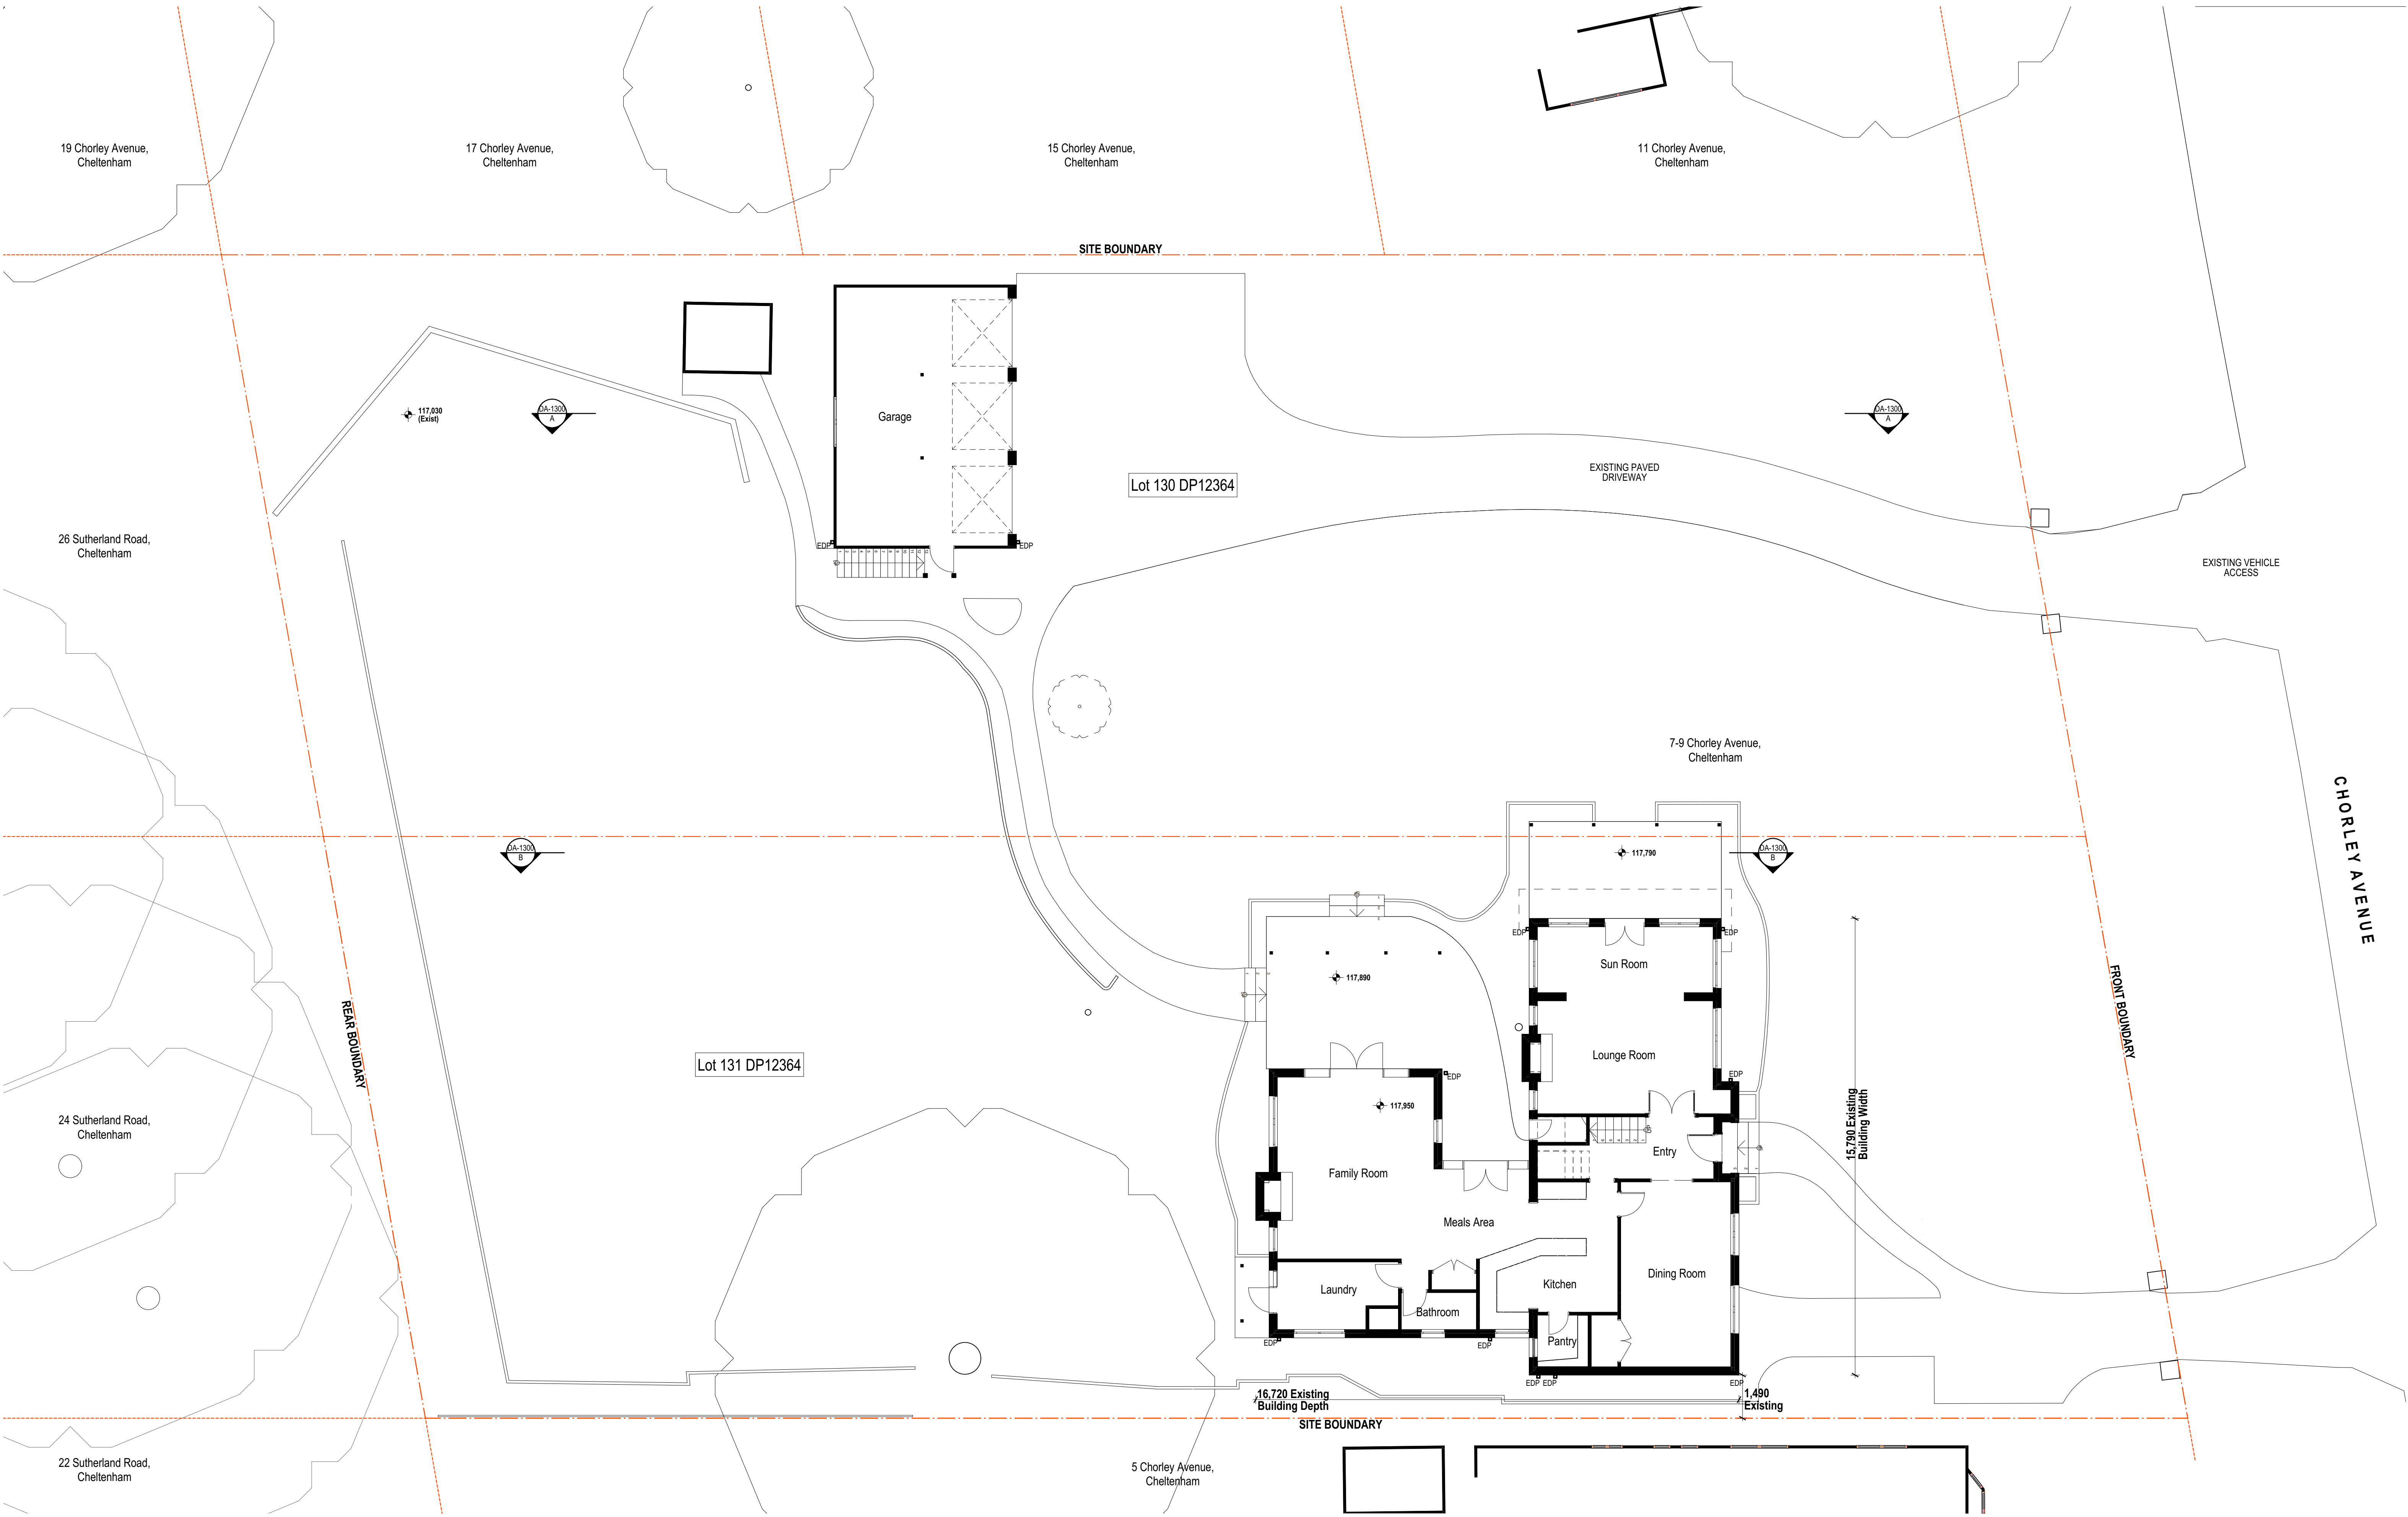 19 Chorley Avenue,
Cheltenham
17 Chorley Avenue,
Cheltenham
15 Chorley Avenue,
Cheltenham
11 Chorley Avenue,
Cheltenham
SITE BOUNDARY
117,030
(Exist)
DA-1300
A
Garage
DA-1300
A
EXISTING PAVED
DRIVEWAY
Lot 130 DP12364
26 Sutherland Road,
Cheltenham
EDP
EDP
EXISTING VEHICLE
ACCESS
7-9 Chorley Avenue,
Cheltenham
CHORLEY AVENUE
DA-1300
B
117,790
DA-1300
B
EDP
EDP
Sun Room
117,890
FRONT BOUNDARY
REAR BOUNDARY
Lot 131 DP12364
Lounge Room
EDP
EDP
117,950
15,790 Existing
Building Width
24 Sutherland Road,
Cheltenham
Entry
Family Room
Meals Area
Dining Room
Kitchen
Laundry
Bathroom
Pantry
EDP
EDP
EDP
EDP
EDP
16,720 Existing
Building Depth
1,490
Existing
SITE BOUNDARY
22 Sutherland Road,
Cheltenham
5 Chorley Avenue,
Cheltenham